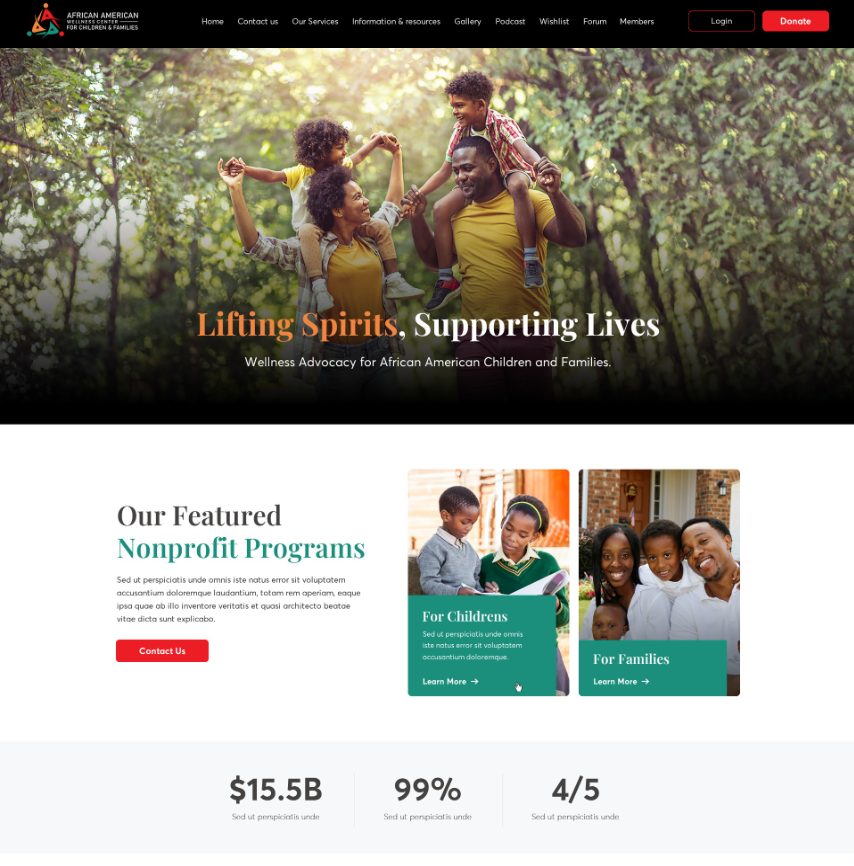 AFRICAN AMERICAN
WELLNESS CENTER
FOR CHILDREN & FAMILIES
Home Contact us Our Services Information & resources Gallery Podcast Wishlist Forum Members Login Donate
Lifting Spirits, Supporting Lives
Wellness Advocacy for African American Children and Families.
Our Featured
Nonprofit Programs
Sed ut perspiciatis unde omnis iste natus error sit voluptatem
accusantium doloremque laudantium, totam rem aperiam, eaque
ipsa quae ab illo inventore veritatis et quasi architecto beatae
vitae dicta sunt explicabo.
Contact Us
For Childrens
Sed ut perspiciatis unde omnis
iste natus error sit voluptatem
accusantium doloremque.
Learn More →
For Families
Learn More →
$15.5B
Sed ut perspiciatis unde
99%
Sed ut perspiciatis unde
4/5
Sed ut perspiciatis unde